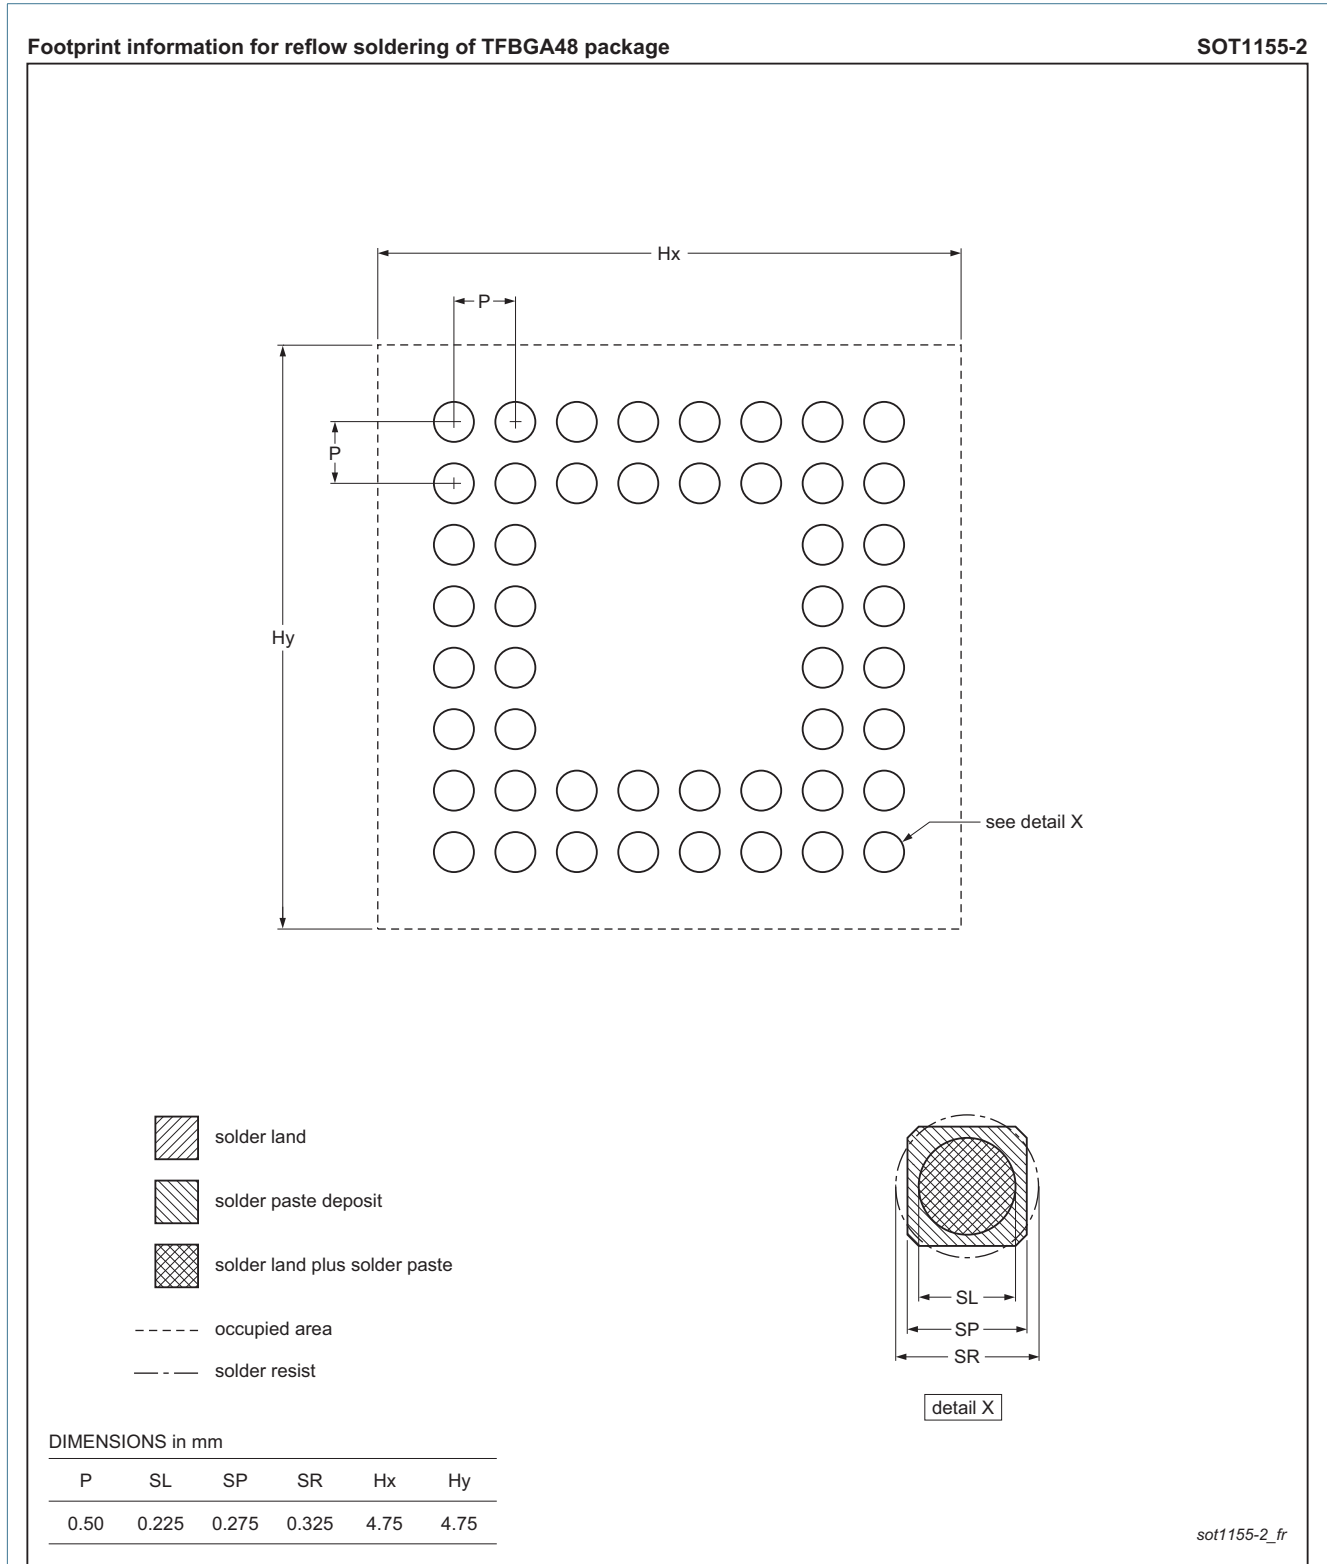 Footprint information for reflow soldering of TFBGA48 package SOT1155-2
Hx
P
P
Hy
see detail X
solder land
solder paste deposit
solder land plus solder paste
occupied area
solder resist
SL
SP
SR
detail X
DIMENSIONS in mm
P SL SP SR Hx Hy
0.50 0.225 0.275 0.325 4.75 4.75
sot1155-2_fr